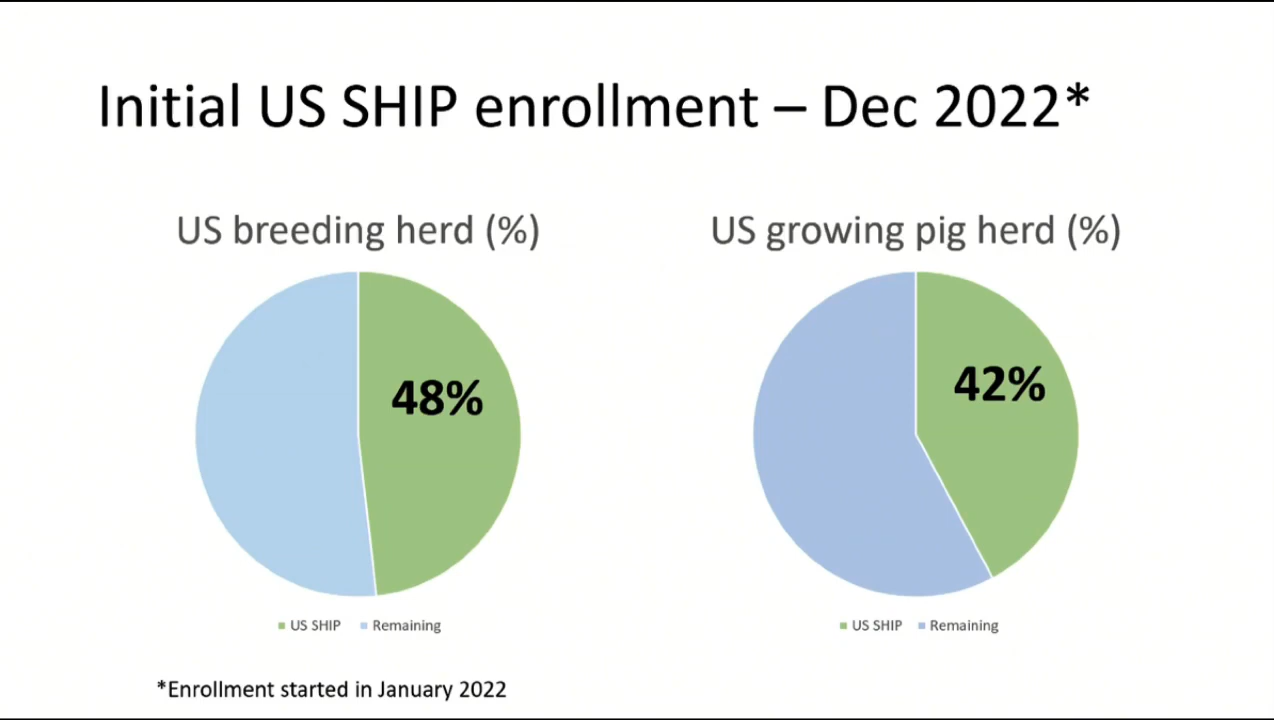 Initial US SHIP enrollment – Dec 2022*
US breeding herd (%)
48%
US SHIP Remaining
US growing pig herd (%)
42%
US SHIP Remaining
*Enrollment started in January 2022